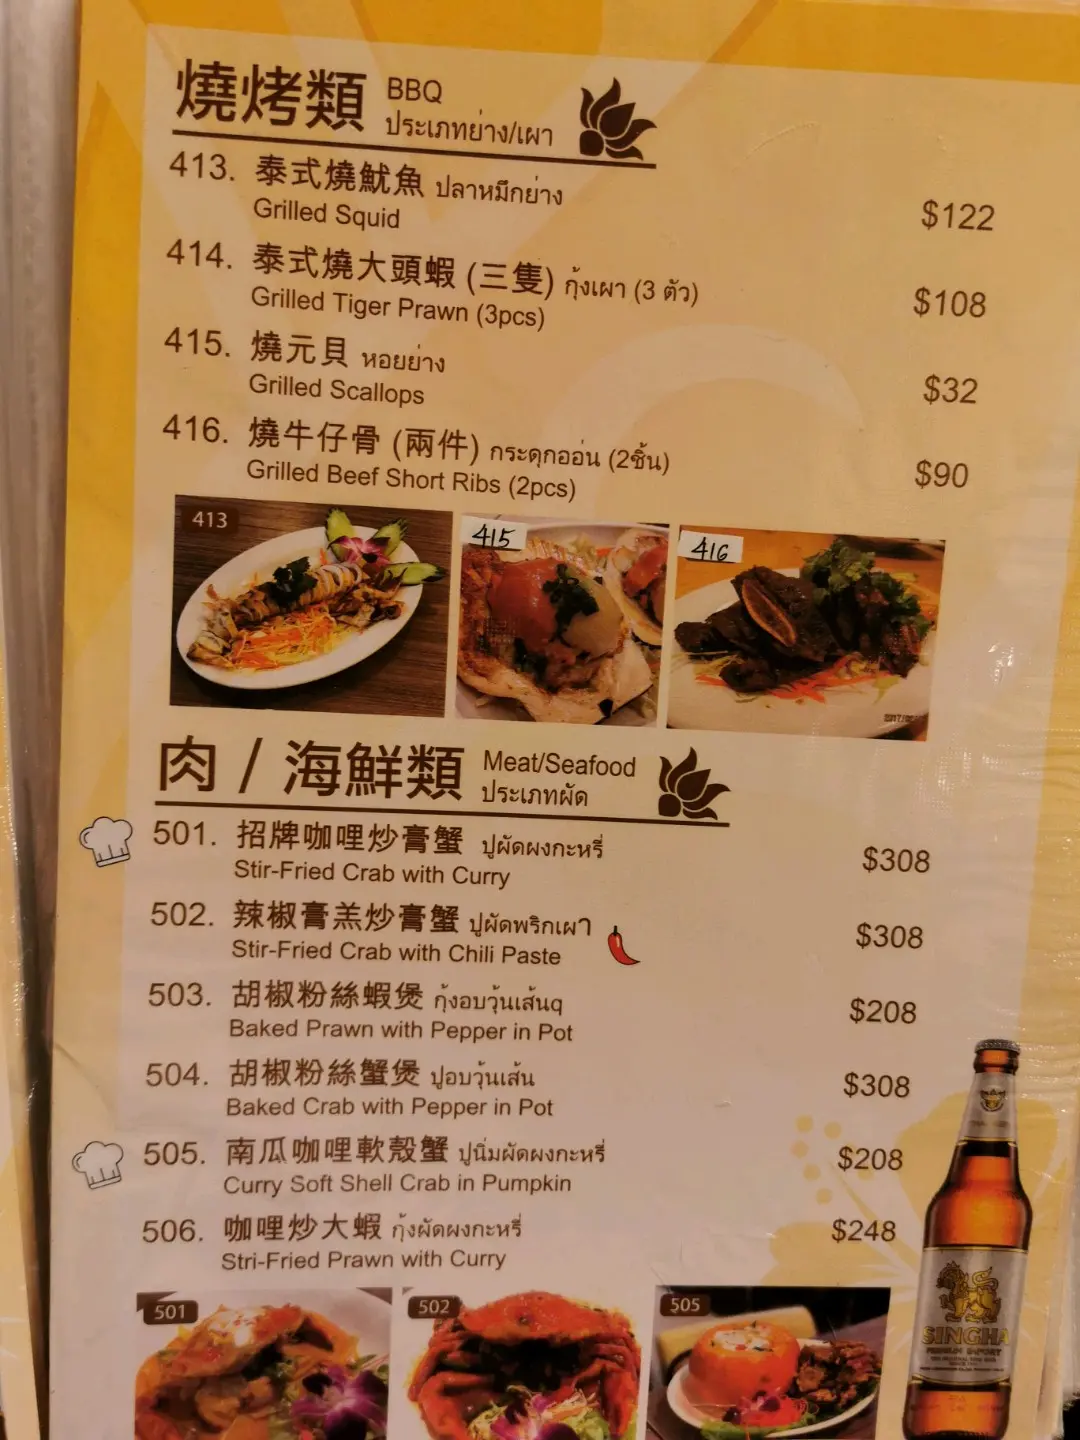 燒烤類 BBQ
ประเภทย่าง/เผา
413. 泰式燒魷魚 ปลาหมึกย่าง
Grilled Squid
$122
414. 泰式燒大頭蝦 (三隻) กุ้งเผา (3 ตัว)
Grilled Tiger Prawn (3pcs)
$108
415. 燒元貝 หอยย่าง
Grilled Scallops
$32
416. 燒牛仔骨 (兩件) กระดุกออ่น (2ชิ้น)
Grilled Beef Short Ribs (2pcs)
$90
413
415
416
肉 / 海鮮類 Meat/Seafood
ประเภทผัด
501. 招牌咖哩炒膏蟹 ปูผัดผงกะหรี่
Stir-Fried Crab with Curry
$308
502. 辣椒膏羔炒膏蟹 ปูผัดพริกเผา
Stir-Fried Crab with Chili Paste
$308
503. 胡椒粉絲蝦煲 กุ้งอบวุ้นเส้นq
Baked Prawn with Pepper in Pot
$208
504. 胡椒粉絲蟹煲 ปูอบวุ้นเส้น
Baked Crab with Pepper in Pot
$308
505. 南瓜咖哩軟殼蟹 ปูนิ่มผัดผงกะหรี่
Curry Soft Shell Crab in Pumpkin
$208
506. 咖哩炒大蝦 กุ้งผัดผงกะหรี่
Stri-Fried Prawn with Curry
$248
501
502
505
SINGHA
PREMIUM IMPORT